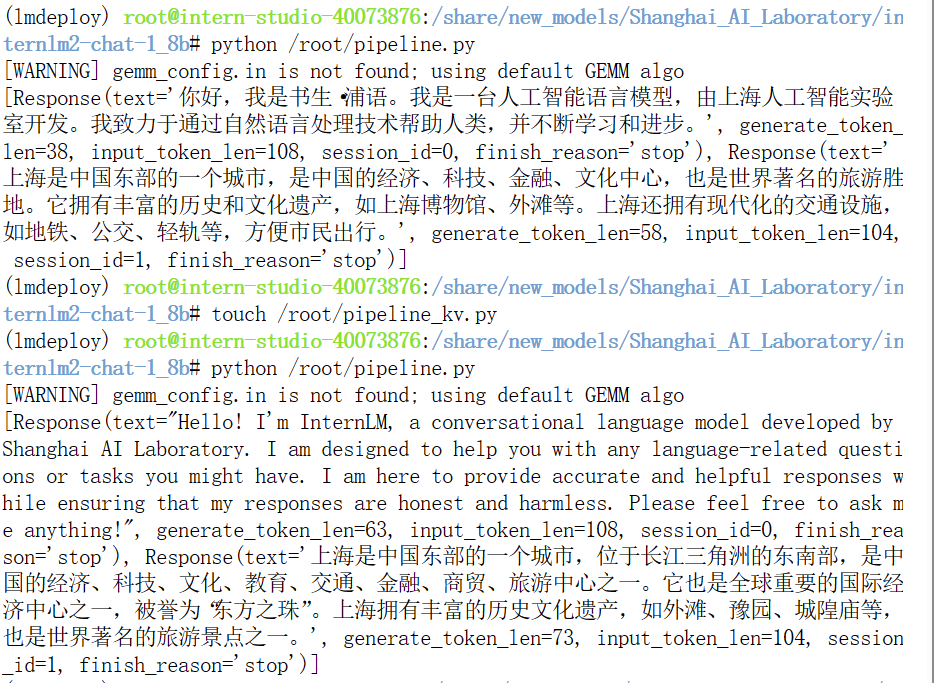 (lmdeploy) root@intern-studio-40073876:/share/new_models/Shanghai_AI_Laboratory/in
ternlm2-chat-1_8b# python /root/pipeline.py
[WARNING] gemm_config.in is not found; using default GEMM algo
[Response(text='你好，我是书生·浦语。我是一台人工智能语言模型，由上海人工智能实验
室开发。我致力于通过自然语言处理技术帮助人类，并不断学习和进步。', generate_token_
len=38, input_token_len=108, session_id=0, finish_reason='stop'), Response(text='
上海是中国东部的一个城市，是中国的经济、科技、金融、文化中心，也是世界著名的旅游胜
地。它拥有丰富的历史和文化遗产，如上海博物馆、外滩等。上海还拥有现代化的交通设施，
如地铁、公交、轻轨等，方便市民出行。', generate_token_len=58, input_token_len=104,
 session_id=1, finish_reason='stop')]
(lmdeploy) root@intern-studio-40073876:/share/new_models/Shanghai_AI_Laboratory/in
ternlm2-chat-1_8b# touch /root/pipeline_kv.py
(lmdeploy) root@intern-studio-40073876:/share/new_models/Shanghai_AI_Laboratory/in
ternlm2-chat-1_8b# python /root/pipeline.py
[WARNING] gemm_config.in is not found; using default GEMM algo
[Response(text="Hello! I'm InternLM, a conversational language model developed by
Shanghai AI Laboratory. I am designed to help you with any language-related questi
ons or tasks you might have. I am here to provide accurate and helpful responses w
hile ensuring that my responses are honest and harmless. Please feel free to ask m
e anything!", generate_token_len=63, input_token_len=108, session_id=0, finish_rea
son='stop'), Response(text='上海是中国东部的一个城市，位于长江三角洲的东南部，是中
国的经济、科技、文化、教育、交通、金融、商贸、旅游中心之一。它也是全球重要的国际经
济中心之一，被誉为“东方之珠”。上海拥有丰富的历史文化遗产，如外滩、豫园、城隍庙等，
也是世界著名的旅游景点之一。', generate_token_len=73, input_token_len=104, session
_id=1, finish_reason='stop')]